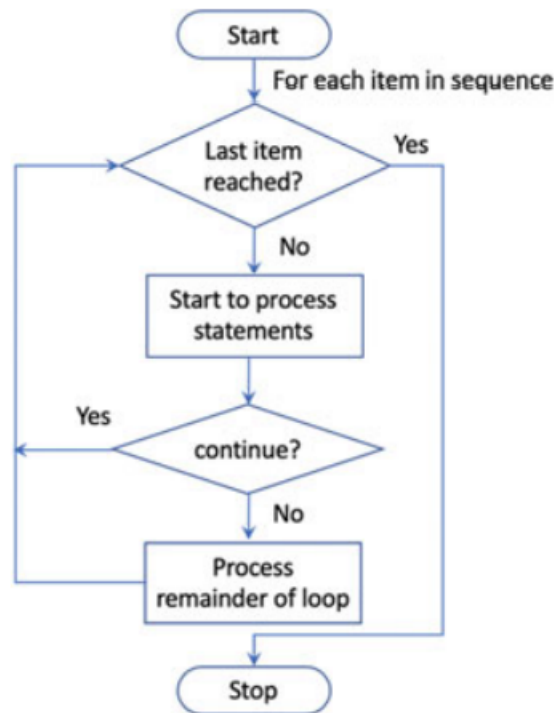 Start
For each item in sequence
Last item
reached?
Yes
No
Start to process
statements
Yes
continue?
No
Process
remainder of loop
Stop